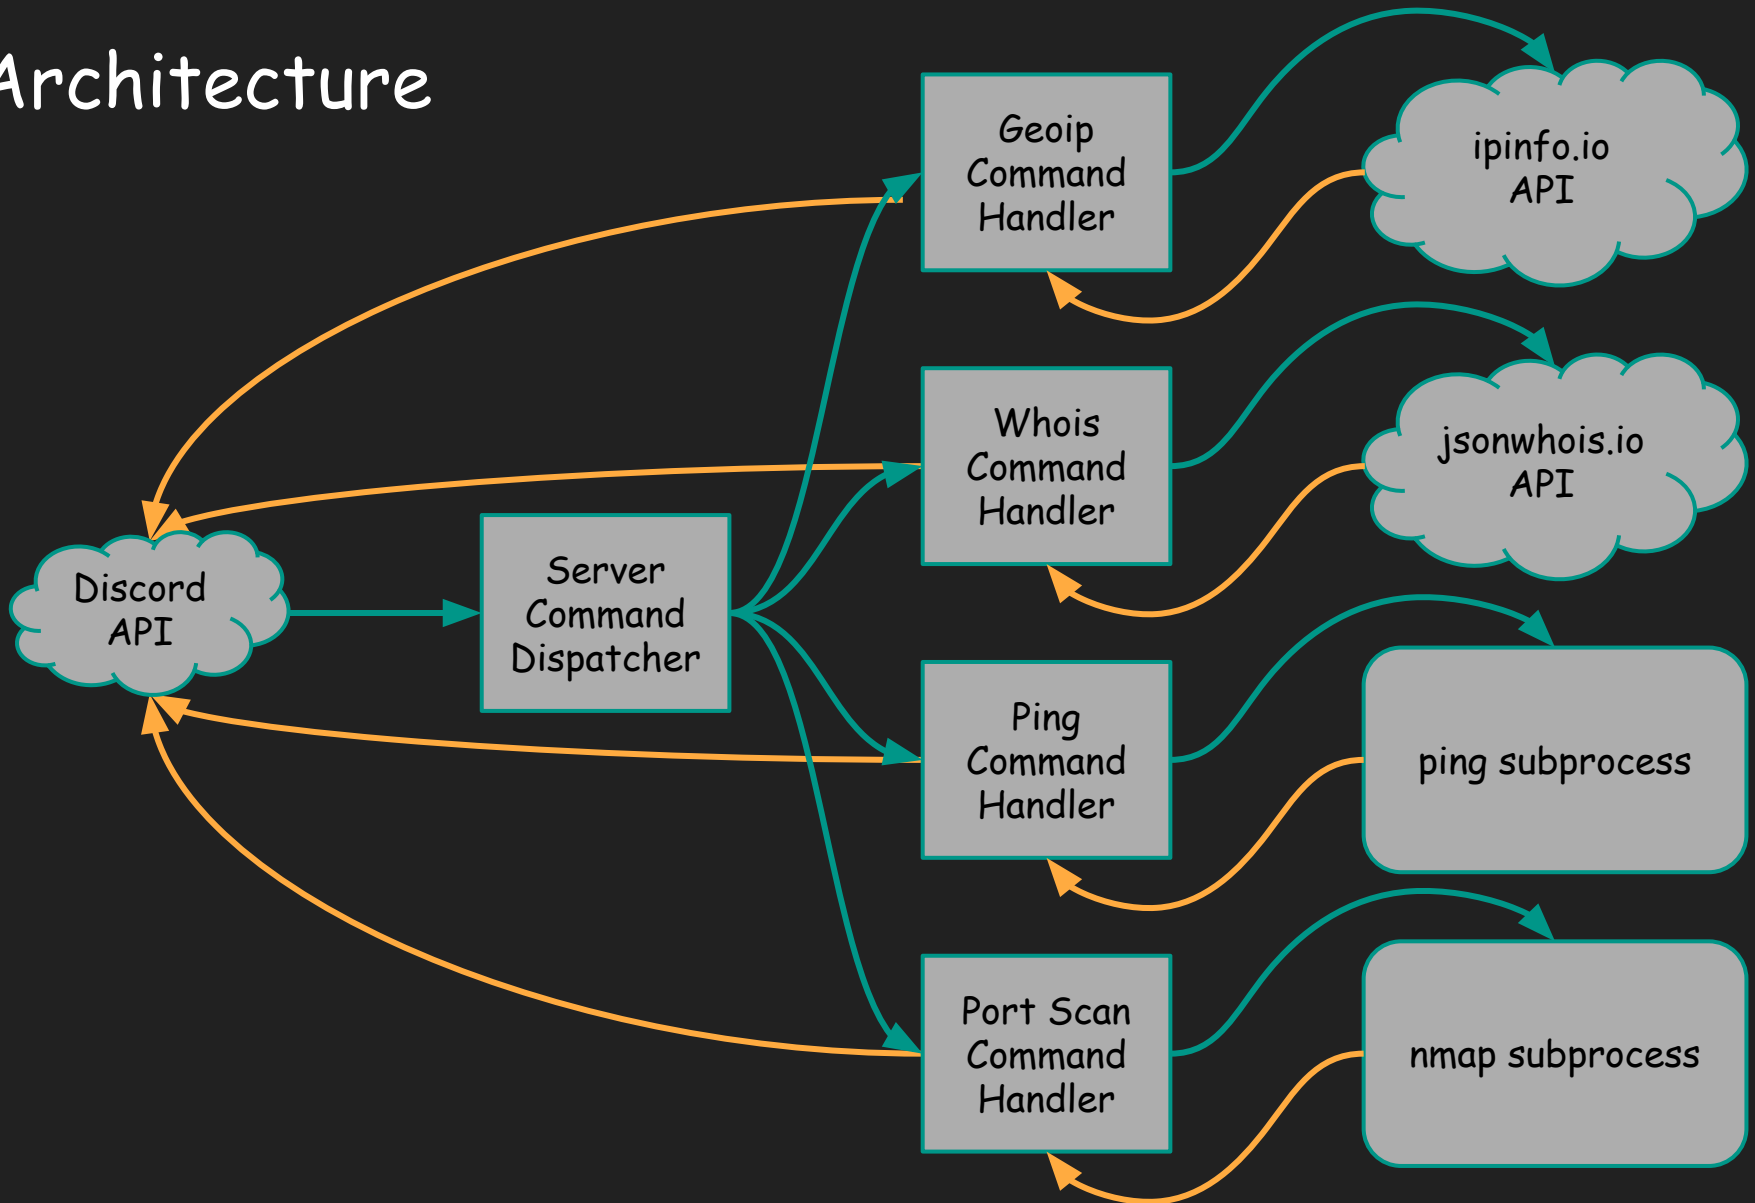 Architecture
Geoip
Command
Handler
ipinfo.io
API
Whois
Command
Handler
jsonwhois.io
API
Discord
API
Server
Command
Dispatcher
Ping
Command
Handler
ping subprocess
Port Scan
Command
Handler
nmap subprocess